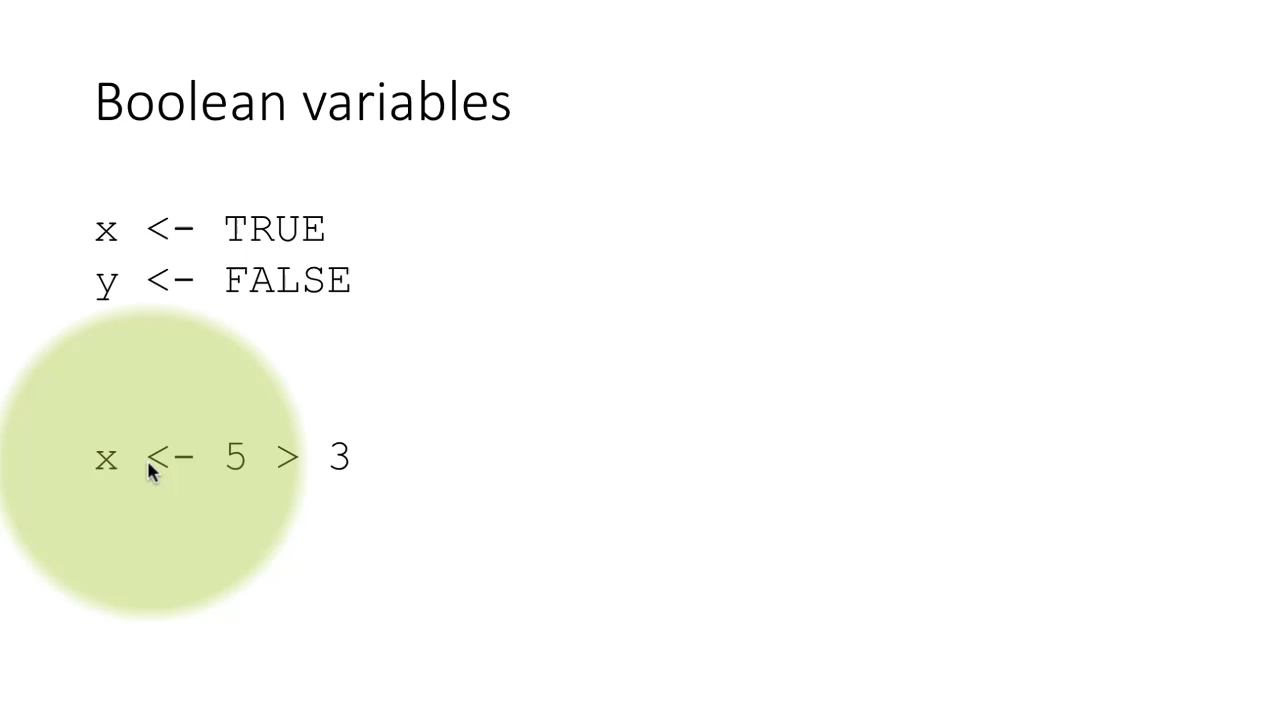 Boolean variables
x <- TRUE
y <- FALSE
x <- 5 > 3